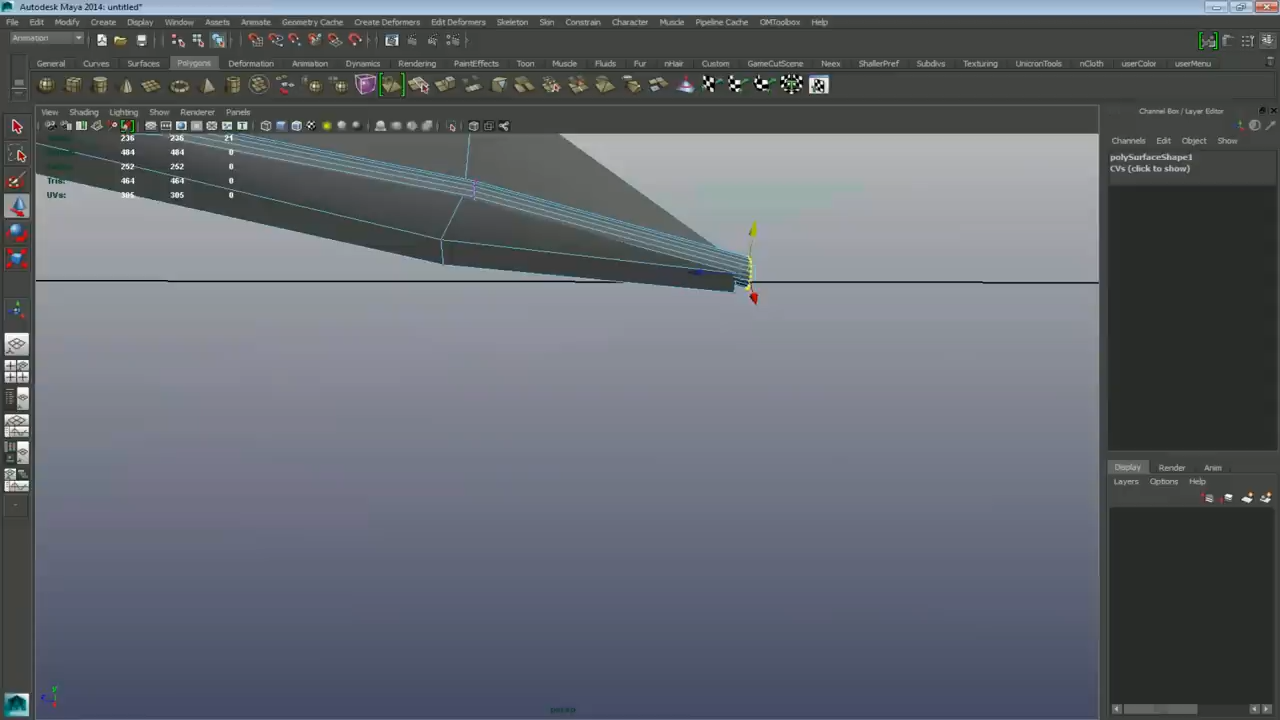 Autodesk Maya 2014: untitled*
File Edit Modify Create Display Window Assets Animate Geometry Cache Create Deformers Edit Deformers Skeleton Skin Constrain Character Muscle Pipeline Cache OMToolbox Help
Animation
General Curves Surfaces Polygons Deformation Animation Dynamics Rendering PaintEffects Toon Muscle Fluids Fur nHair Custom GameCutScene Neex ShallerPref Subdivs Texturing UnicronTools nCloth userColor userMenu
View Shading Lighting Show Renderer Panels
Channel Box / Layer Editor
Channels Edit Object Show
polySurfaceShape1
CVs (click to show)
236 236 21
484 484 0
252 252 0
Tris: 464 464 0
UVs: 305 305 0
persp
Display Render Anim
Layers Options Help